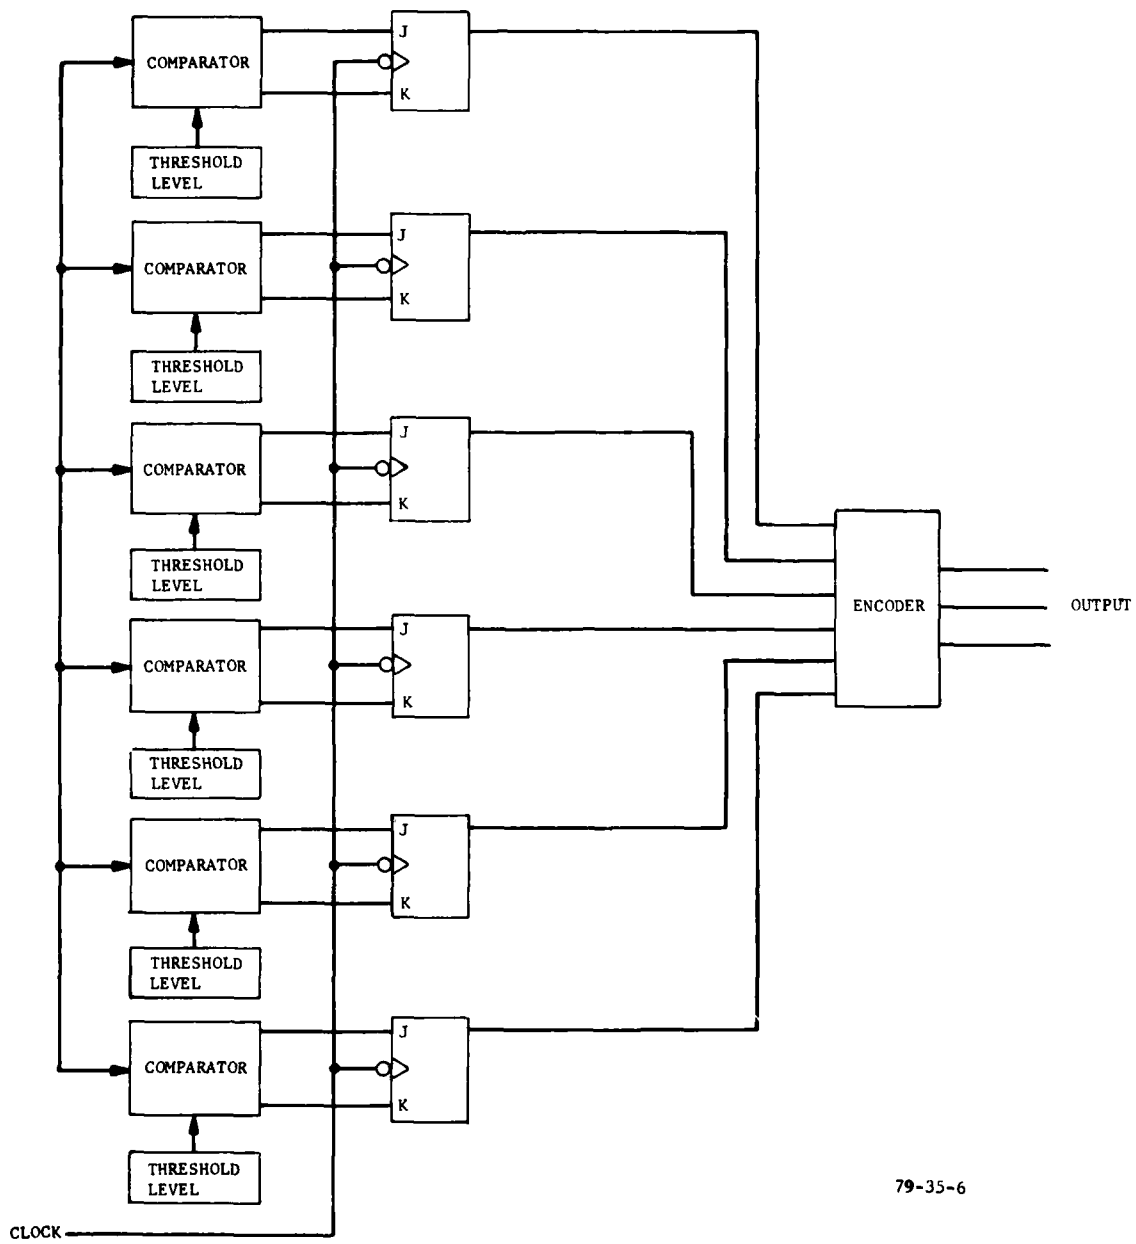 J
COMPARATOR
K
THRESHOLD
LEVEL
J
COMPARATOR
K
THRESHOLD
LEVEL
J
COMPARATOR
K
THRESHOLD
LEVEL
ENCODER
OUTPUT
J
COMPARATOR
K
THRESHOLD
LEVEL
J
COMPARATOR
K
THRESHOLD
LEVEL
J
COMPARATOR
K
THRESHOLD
LEVEL
79-35-6
CLOCK